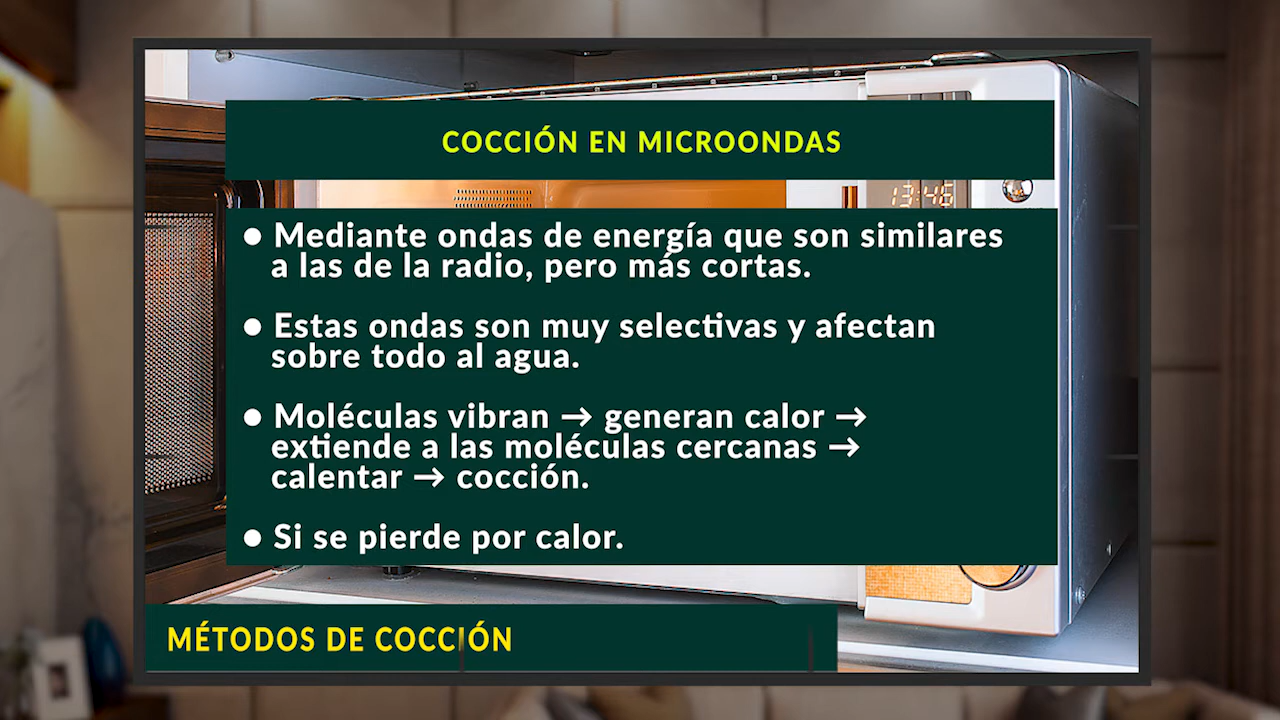 COCCIÓN EN MICROONDAS
13:46
● Mediante ondas de energía que son similares
a las de la radio, pero más cortas.
● Estas ondas son muy selectivas y afectan
sobre todo al agua.
● Moléculas vibran → generan calor →
extiende a las moléculas cercanas →
calentar → cocción.
● Si se pierde por calor.
MÉTODOS DE COCCIÓN